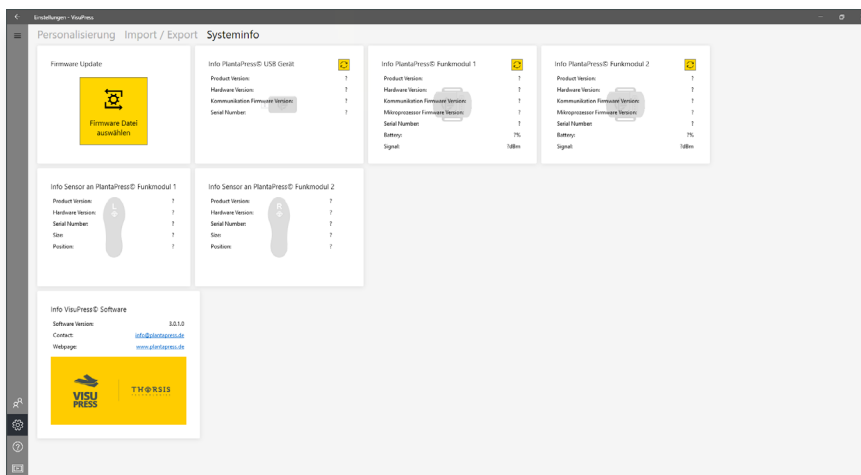 Einstellungen - VisuPress
Personalisierung Import / Export Systeminfo
Firmware Update
Firmware Datei
auswählen
Info PlantaPress© USB Gerät
Product Version: ?
Hardware Version: ?
Kommunikation Firmware Version: ?
Serial Number: ?
Info PlantaPress© Funkmodul 1
Product Version: ?
Hardware Version: ?
Kommunikation Firmware Version: ?
Mikroprozessor Firmware Version: ?
Serial Number: ?
Battery: ?%
Signal: ?dBm
Info PlantaPress© Funkmodul 2
Product Version: ?
Hardware Version: ?
Kommunikation Firmware Version: ?
Mikroprozessor Firmware Version: ?
Serial Number: ?
Battery: ?%
Signal: ?dBm
Info Sensor an PlantaPress© Funkmodul 1
Product Version: ?
Hardware Version: ?
Serial Number: ?
Size: ?
Position: ?
L
Info Sensor an PlantaPress© Funkmodul 2
Product Version: ?
Hardware Version: ?
Serial Number: ?
Size: ?
Position: ?
R
Info VisuPress© Software
Software Version: 3.0.1.0
Contact: info@plantapress.de
Webpage: www.plantapress.de
VISU
PRESS
THORSIS